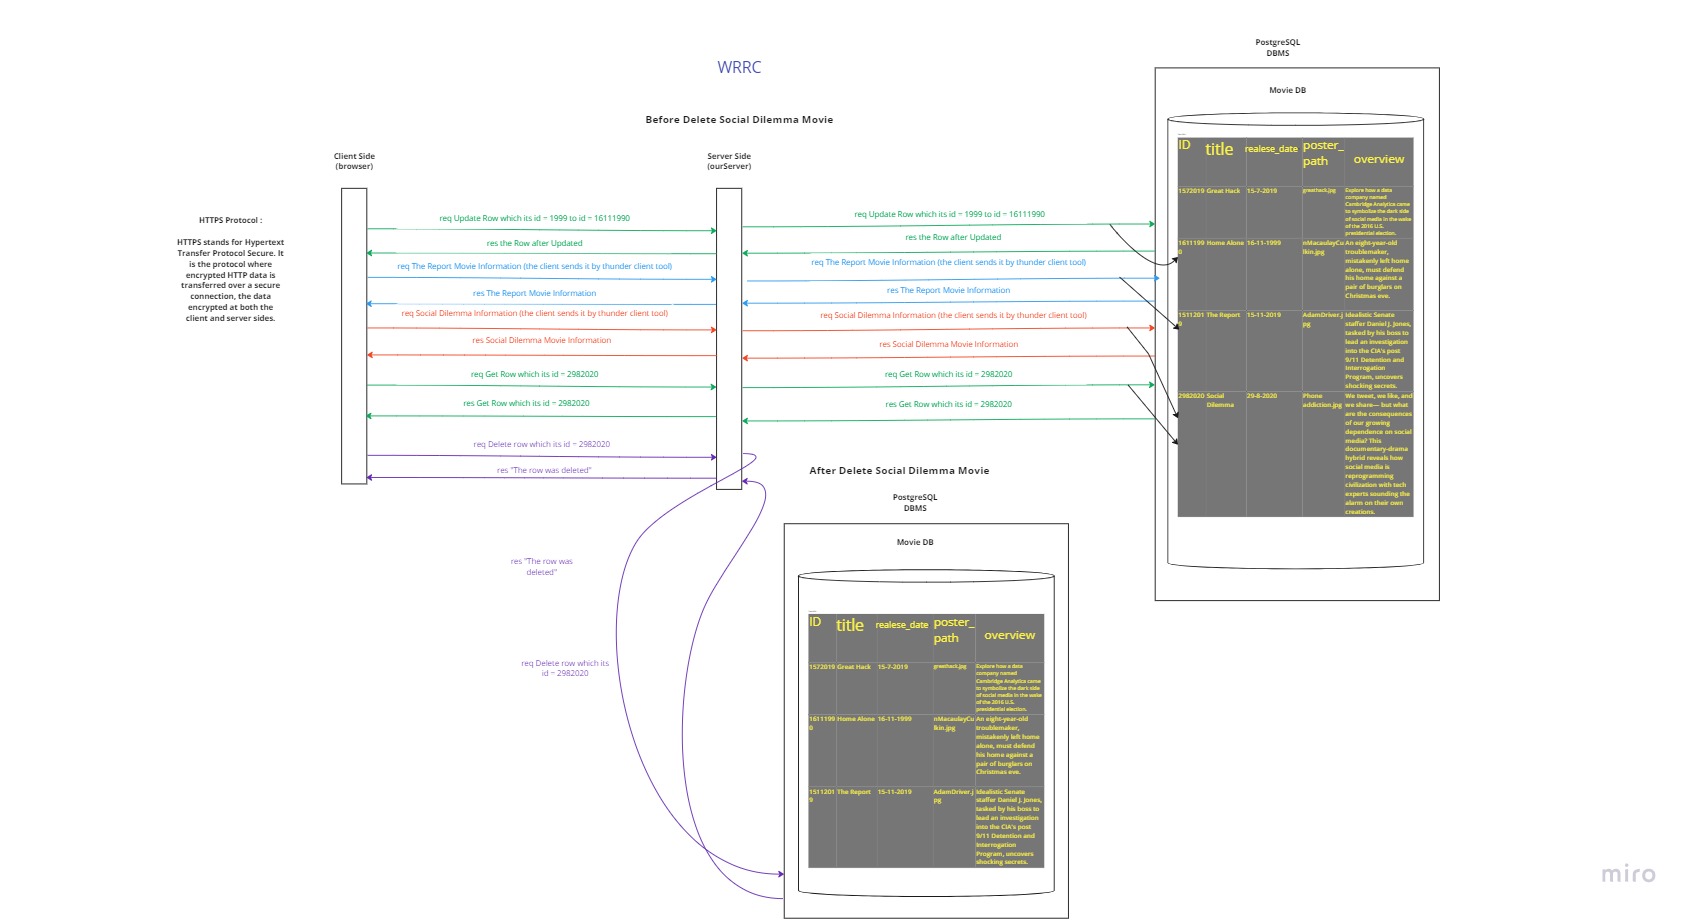 WRRC
Before Delete Social Dilemma Movie
Client Side
(browser)
Server Side
(ourServer)
HTTPS Protocol :
HTTPS stands for Hypertext
Transfer Protocol Secure. It
is the protocol where
encrypted HTTP data is
transferred over a secure
connection, the data
encrypted at both the
client and server sides.
req Update Row which its id = 1999 to id = 16111990
res the Row after Updated
req The Report Movie Information (the client sends it by thunder client tool)
res The Report Movie Information
req Social Dilemma Information (the client sends it by thunder client tool)
res Social Dilemma Movie Information
req Get Row which its id = 2982020
res Get Row which its id = 2982020
req Delete row which its id = 2982020
res "The row was deleted"
req Update Row which its id = 1999 to id = 16111990
res the Row after Updated
req The Report Movie Information (the client sends it by thunder client tool)
res The Report Movie Information
req Social Dilemma Information (the client sends it by thunder client tool)
res Social Dilemma Movie Information
req Get Row which its id = 2982020
res Get Row which its id = 2982020
PostgreSQL
DBMS
Movie DB
ID title realese_date poster_
path
overview
1572019 Great Hack 15-7-2019 greathack.jpg Explore how a data
company named
Cambridge Analytica came
to symbolize the dark side
of social media in the wake
of the 2016 U.S.
presidential election.
1611199
0
Home Alone 16-11-1999 nMacaulayCu
lkin.jpg
An eight-year-old
troublemaker,
mistakenly left home
alone, must defend
his home against a
pair of burglars on
Christmas eve.
1511201
9
The Report 15-11-2019 AdamDriver.j
pg
Idealistic Senate
staffer Daniel J. Jones,
tasked by his boss to
lead an investigation
into the CIA's post
9/11 Detention and
Interrogation
Program, uncovers
shocking secrets.
2982020 Social
Dilemma
29-8-2020 Phone
addiction.jpg
We tweet, we like, and
we share— but what
are the consequences
of our growing
dependence on social
media? This
documentary-drama
hybrid reveals how
social media is
reprogramming
civilization with tech
experts sounding the
alarm on their own
creations.
After Delete Social Dilemma Movie
PostgreSQL
DBMS
Movie DB
res "The row was
deleted"
req Delete row which its
id = 2982020
ID title realese_date poster_
path
overview
1572019 Great Hack 15-7-2019 greathack.jpg Explore how a data
company named
Cambridge Analytica came
to symbolize the dark side
of social media in the wake
of the 2016 U.S.
presidential election.
1611199
0
Home Alone 16-11-1999 nMacaulayCu
lkin.jpg
An eight-year-old
troublemaker,
mistakenly left home
alone, must defend
his home against a
pair of burglars on
Christmas eve.
1511201
9
The Report 15-11-2019 AdamDriver.j
pg
Idealistic Senate
staffer Daniel J. Jones,
tasked by his boss to
lead an investigation
into the CIA's post
9/11 Detention and
Interrogation
Program, uncovers
shocking secrets.
miro